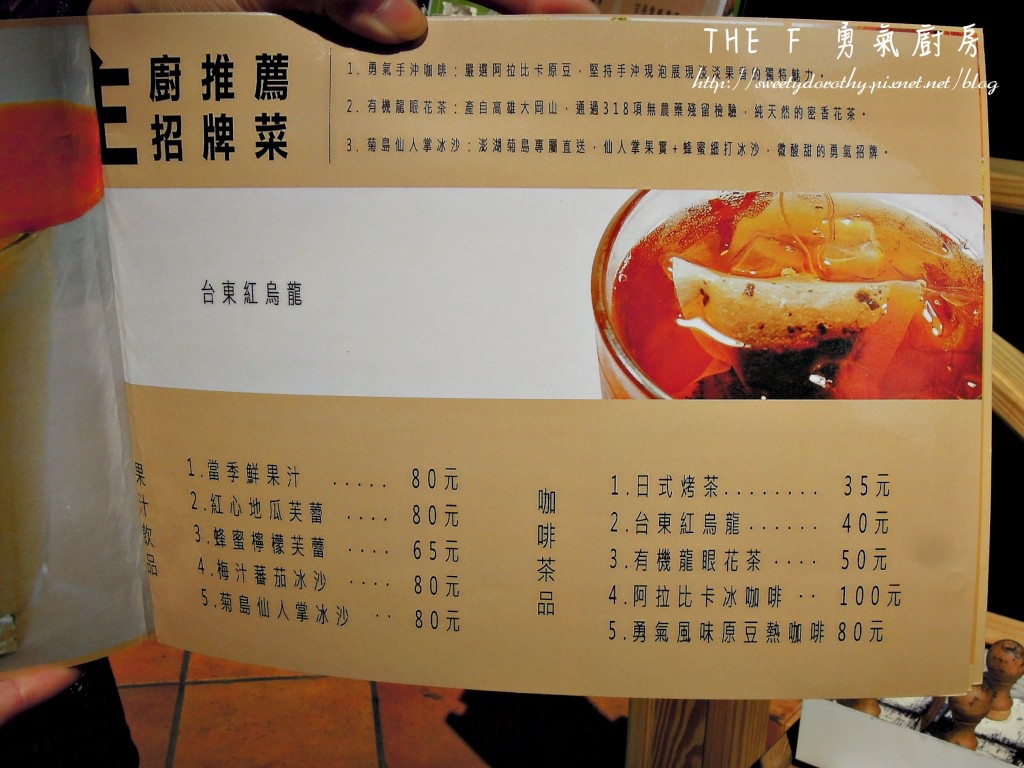 THE F 勇氣廚房
http://sweetydorothy.pixnet.net/blog
主廚推薦
招牌菜
1. 勇氣手沖咖啡：嚴選阿拉比卡原豆，堅持手沖現泡展現淡淡果香的獨特魅力。
2. 有機龍眼花茶：產自高雄大岡山，通過318項無農藥殘留檢驗，純天然的密香花茶。
3. 菊島仙人掌冰沙：澎湖菊島專屬直送，仙人掌果實+蜂蜜細打冰沙，微酸甜的勇氣招牌。
台東紅烏龍
果汁飲品
1.當季鮮果汁 ..... 80元
2.紅心地瓜芙蕾 .... 80元
3.蜂蜜檸檬芙蕾 .... 65元
4.梅汁蕃茄冰沙 .... 80元
5.菊島仙人掌冰沙 .. 80元
咖啡茶品
1.日式烤茶........ 35元
2.台東紅烏龍...... 40元
3.有機龍眼花茶.... 50元
4.阿拉比卡冰咖啡.. 100元
5.勇氣風味原豆熱咖啡80元